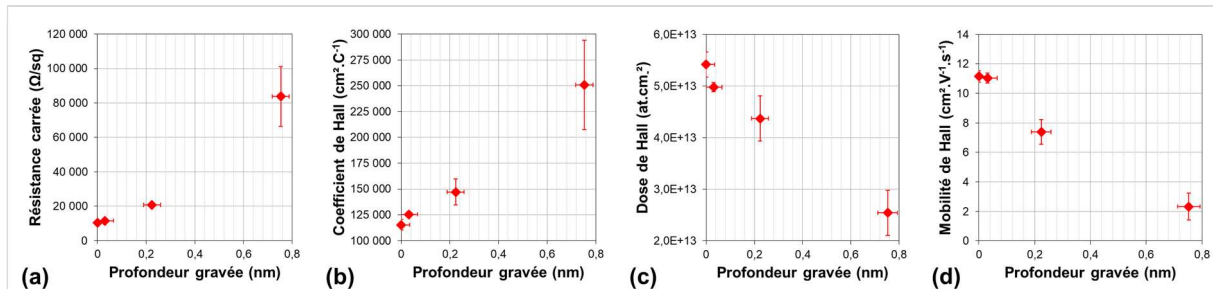 Résistance carrée (Ω/sq)
120 000
100 000
80 000
60 000
40 000
20 000
0
0 0,2 0,4 0,6 0,8
Profondeur gravée (nm)
(a)
Coefficient de Hall (cm².C⁻¹)
300 000
275 000
250 000
225 000
200 000
175 000
150 000
125 000
100 000
0 0,2 0,4 0,6 0,8
Profondeur gravée (nm)
(b)
Dose de Hall (at.cm²)
6,0E+13
5,0E+13
4,0E+13
3,0E+13
2,0E+13
0 0,2 0,4 0,6 0,8
Profondeur gravée (nm)
(c)
Mobilité de Hall (cm².V⁻¹.s⁻¹)
14
12
10
8
6
4
2
0
0 0,2 0,4 0,6 0,8
Profondeur gravée (nm)
(d)